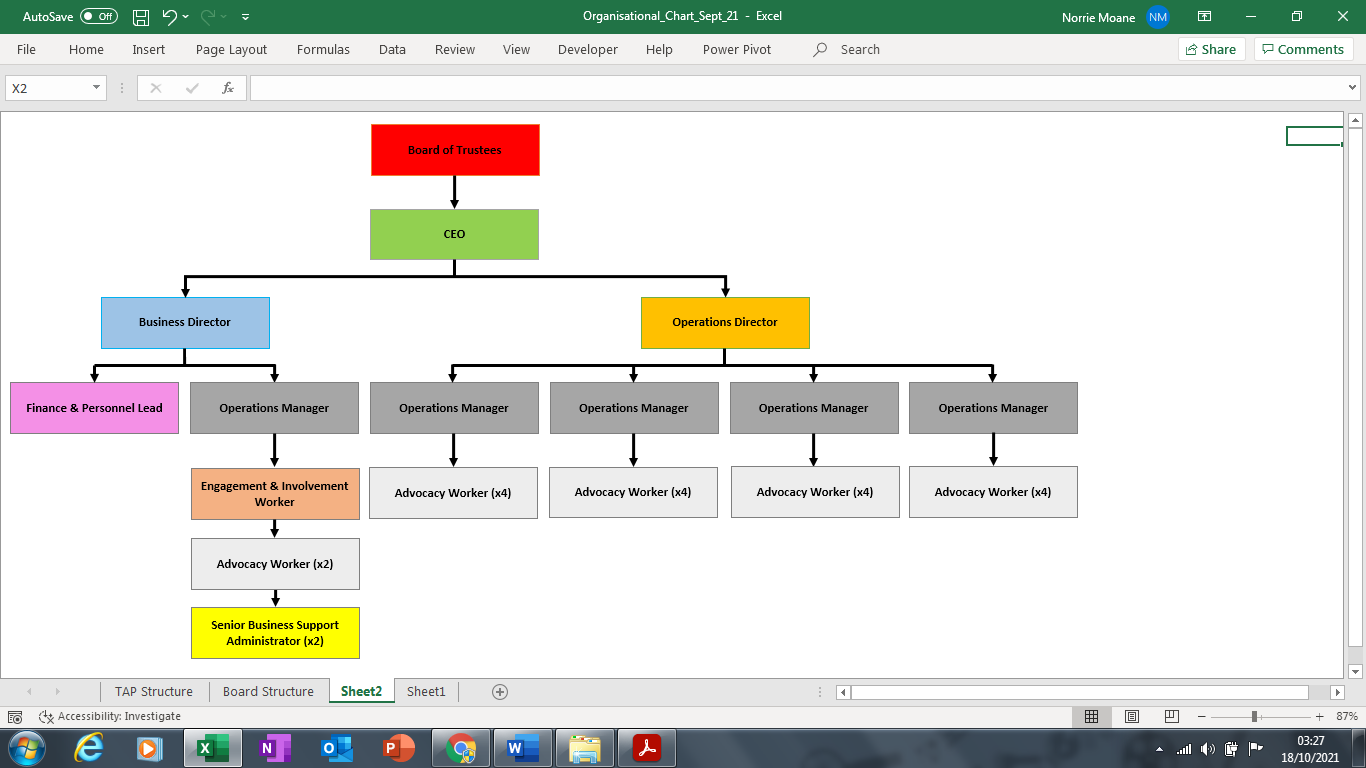 AutoSave Off Organisational_Chart_Sept_21 - Excel Norrie Moane NM
File Home Insert Page Layout Formulas Data Review View Developer Help Power Pivot Search Share Comments
X2 fx
Board of Trustees
CEO
Business Director Operations Director
Finance & Personnel Lead Operations Manager Operations Manager Operations Manager Operations Manager Operations Manager
Engagement & Involvement
Worker
Advocacy Worker (x4) Advocacy Worker (x4) Advocacy Worker (x4) Advocacy Worker (x4)
Advocacy Worker (x2)
Senior Business Support
Administrator (x2)
TAP Structure Board Structure Sheet2 Sheet1
Accessibility: Investigate 87%
03:27
18/10/2021